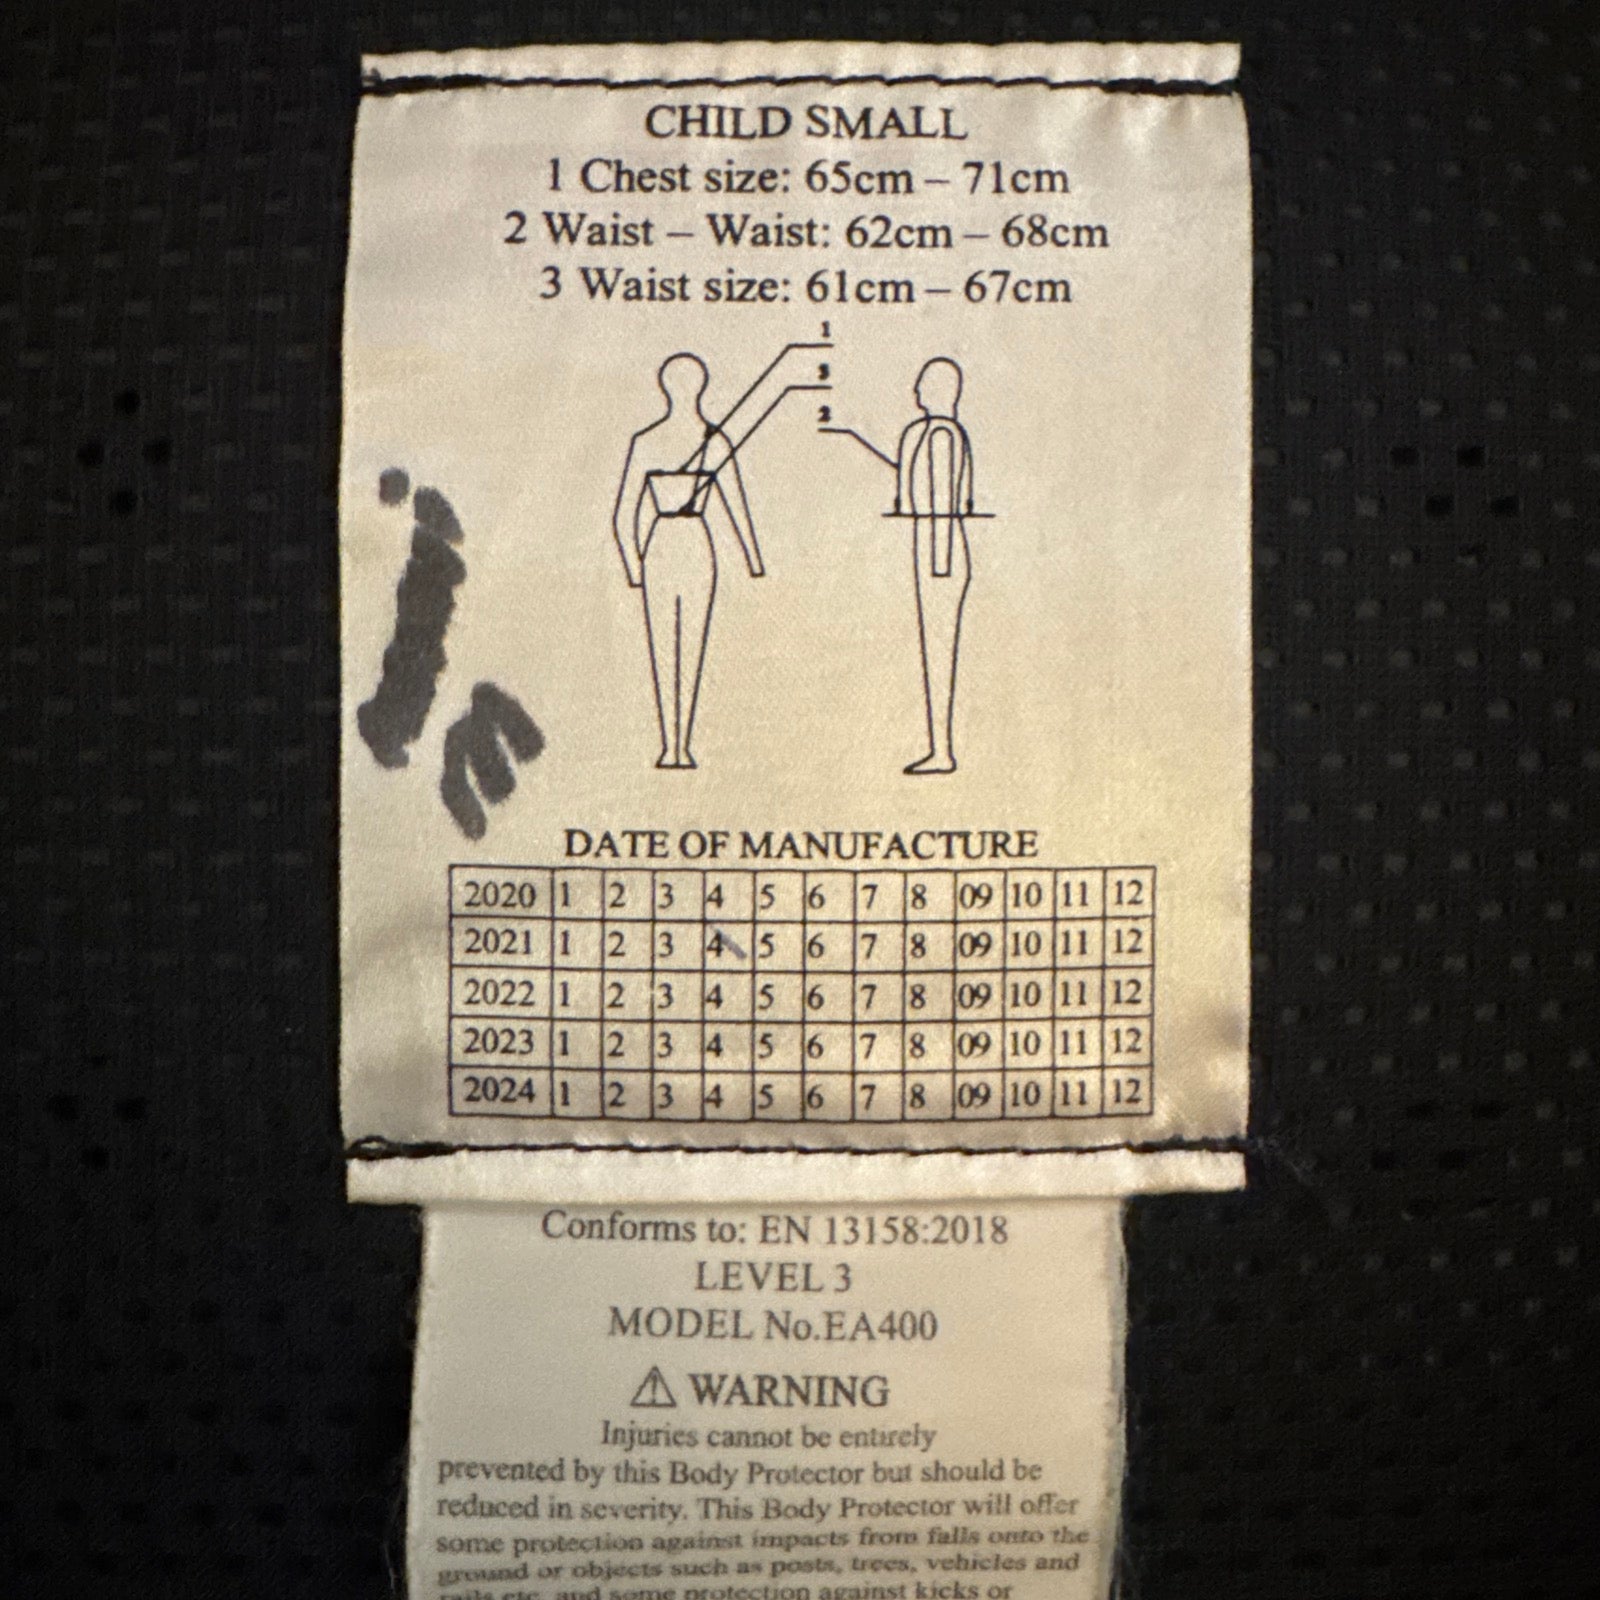 CHILD SMALL
1 Chest size: 65cm – 71cm
2 Waist – Waist: 62cm – 68cm
3 Waist size: 61cm – 67cm
1
3
2
DATE OF MANUFACTURE
2020 1 2 3 4 5 6 7 8 09 10 11 12
2021 1 2 3 4 5 6 7 8 09 10 11 12
2022 1 2 3 4 5 6 7 8 09 10 11 12
2023 1 2 3 4 5 6 7 8 09 10 11 12
2024 1 2 3 4 5 6 7 8 09 10 11 12
Conforms to: EN 13158:2018
LEVEL 3
MODEL No.EA400
⚠ WARNING
Injuries cannot be entirely
prevented by this Body Protector but should be
reduced in severity. This Body Protector will offer
some protection against impacts from falls onto the
ground or objects such as posts, trees, vehicles and
etc. and some protection against kicks or